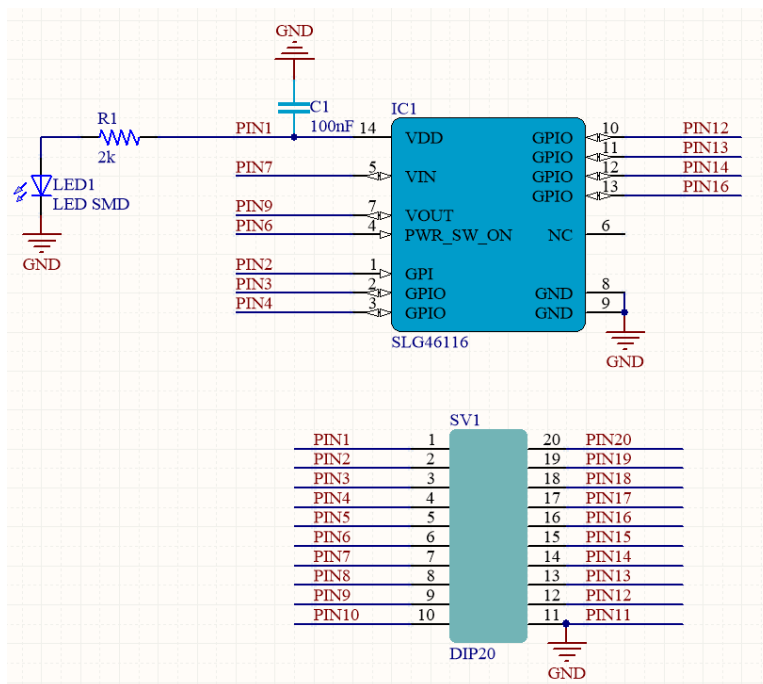 GND
C1
100nF
R1
2k
LED1
LED SMD
GND
IC1
PIN1 14 VDD GPIO 10 PIN12
GPIO 11 PIN13
PIN7 5 VIN GPIO 12 PIN14
GPIO 13 PIN16
PIN9 7 VOUT
PIN6 4 PWR_SW_ON NC 6
PIN2 1 GPI
PIN3 2 GPIO GND 8
PIN4 3 GPIO GND 9
SLG46116
GND
SV1
PIN1 1 20 PIN20
PIN2 2 19 PIN19
PIN3 3 18 PIN18
PIN4 4 17 PIN17
PIN5 5 16 PIN16
PIN6 6 15 PIN15
PIN7 7 14 PIN14
PIN8 8 13 PIN13
PIN9 9 12 PIN12
PIN10 10 11 PIN11
DIP20
GND